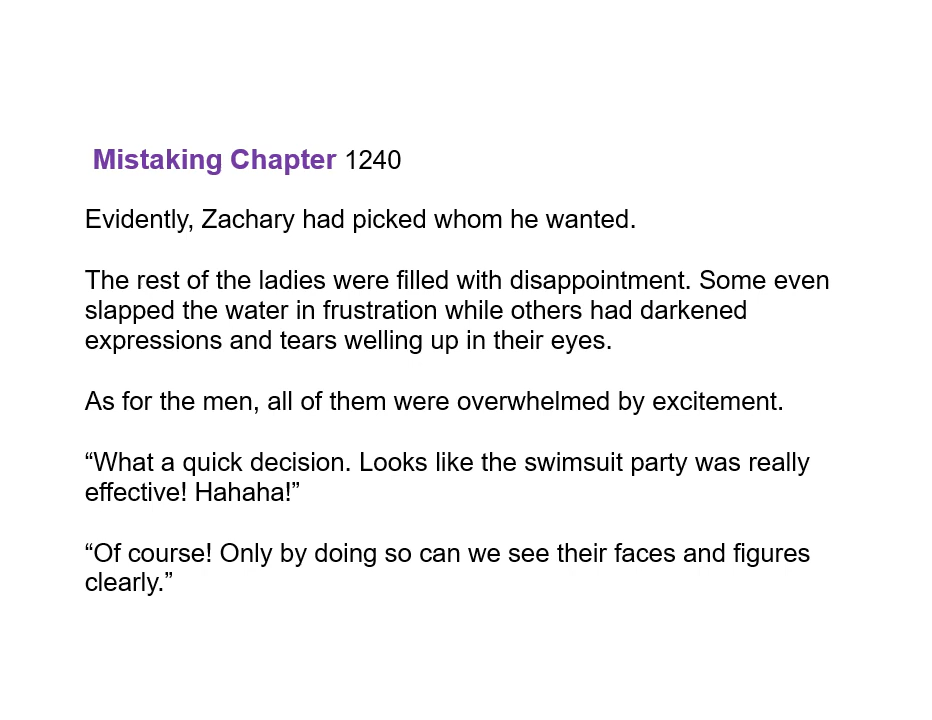 Mistaking Chapter 1240
Evidently, Zachary had picked whom he wanted.
The rest of the ladies were filled with disappointment. Some even
slapped the water in frustration while others had darkened
expressions and tears welling up in their eyes.
As for the men, all of them were overwhelmed by excitement.
“What a quick decision. Looks like the swimsuit party was really
effective! Hahaha!”
“Of course! Only by doing so can we see their faces and figures
clearly.”